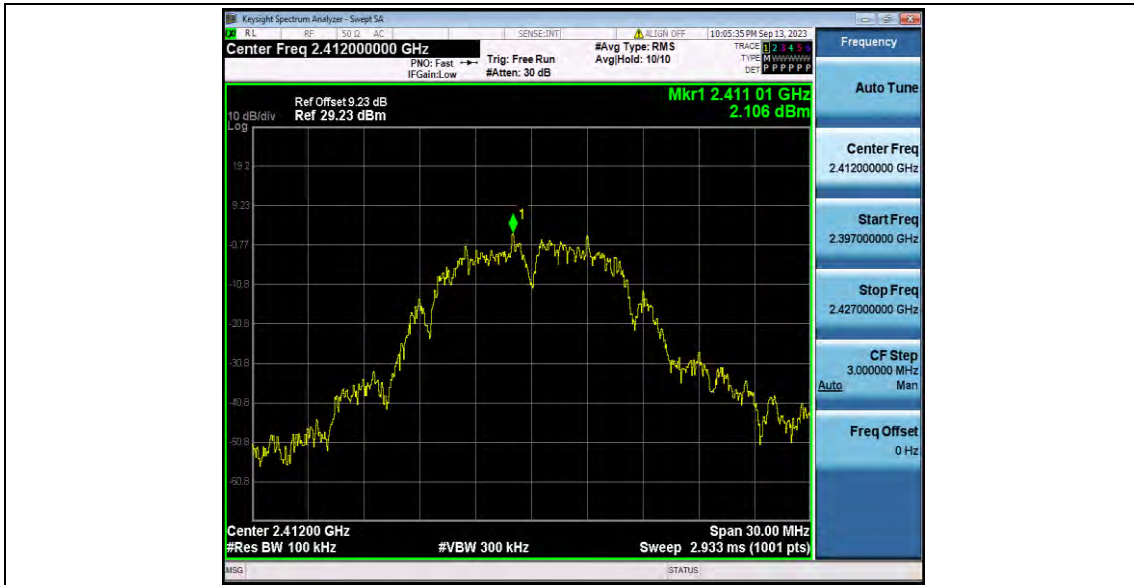 Keysight Spectrum Analyzer - Swept SA
RL RF 50 Ω AC SENSE:INT ALIGN OFF 10:05:35 PM Sep 13, 2023
Center Freq 2.412000000 GHz
PNO: Fast
IFGain:Low
Trig: Free Run
#Atten: 30 dB
#Avg Type: RMS
Avg|Hold: 10/10
TRACE 1 2 3 4 5 6
TYPE M W W W W W
DET P P P P P P
Frequency
Auto Tune
Center Freq
2.412000000 GHz
Start Freq
2.397000000 GHz
Stop Freq
2.427000000 GHz
CF Step
3.000000 MHz
Auto Man
Freq Offset
0 Hz
Mkr1 2.411 01 GHz
2.106 dBm
Ref Offset 9.23 dB
10 dB/div Ref 29.23 dBm
Log
19.2
9.23
1
-0.77
-10.8
-20.8
-30.8
-40.8
-50.8
-60.8
Center 2.41200 GHz Span 30.00 MHz
#Res BW 100 kHz #VBW 300 kHz Sweep 2.933 ms (1001 pts)
MSG STATUS